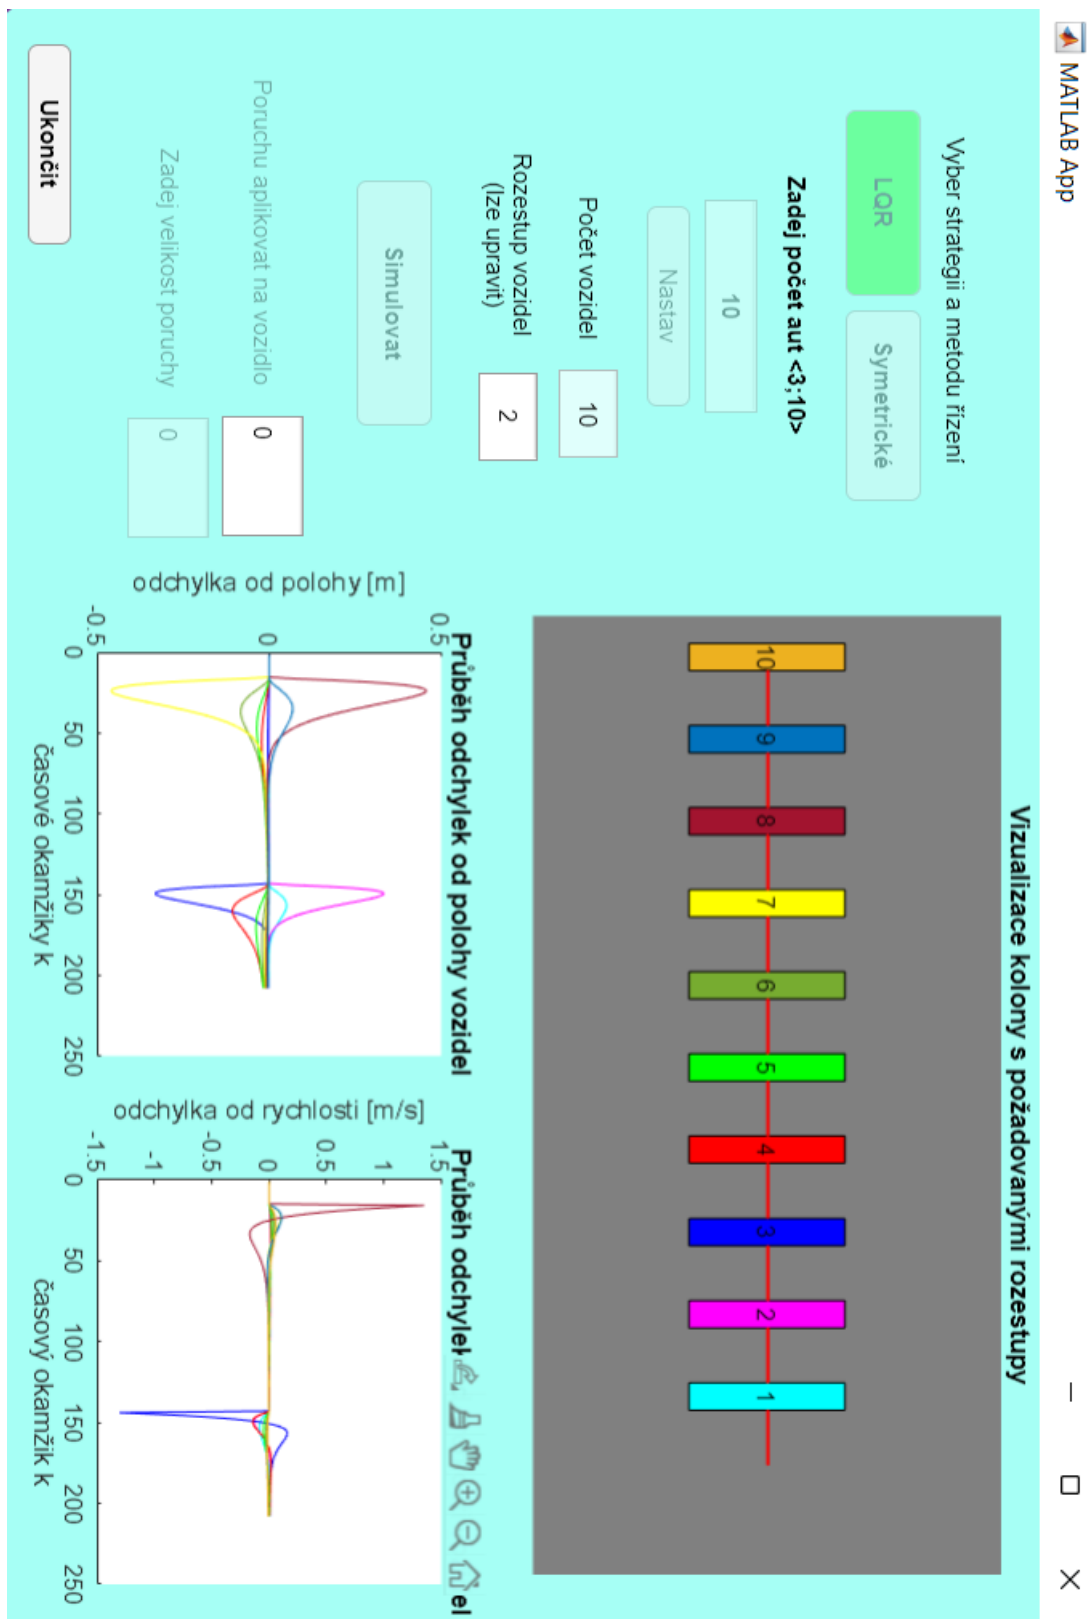 MATLAB App
Vyber strategii a metodu řízení
LQR
Symetrické
Zadej počet aut <3;10>
10
Nastav
Počet vozidel
10
Rozestup vozidel
(lze upravit)
2
Simulovat
Poruchu aplikovat na vozidlo
0
Zadej velikost poruchy
0
Ukončit
Vizualizace kolony s požadovanými rozestupy
10 9 8 7 6 5 4 3 2 1
Průběh odchylek od polohy vozidel
odchylka od polohy [m]
0.5
0
-0.5
0 50 100 150 200 250
časové okamžiky k
Průběh odchylek
el
odchylka od rychlosti [m/s]
1.5
1
0.5
0
-0.5
-1
-1.5
0 50 100 150 200 250
časový okamžik k